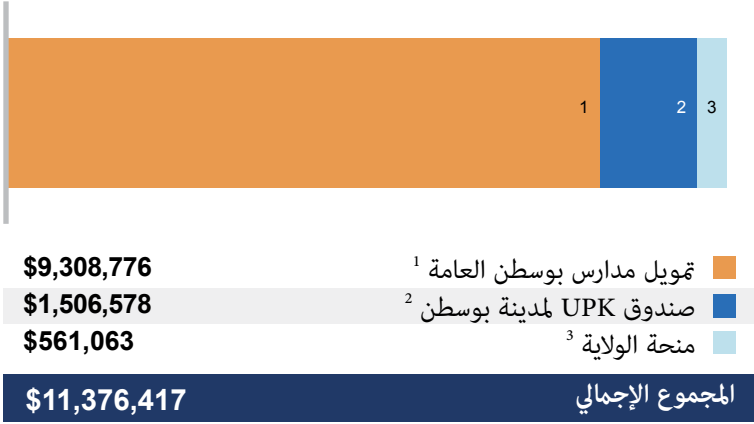 1 2 3
تمويل مدارس بوسطن العامة 1 $9,308,776
صندوق UPK لمدينة بوسطن 2 $1,506,578
منحة الولاية 3 $561,063
المجموع الإجمالي $11,376,417